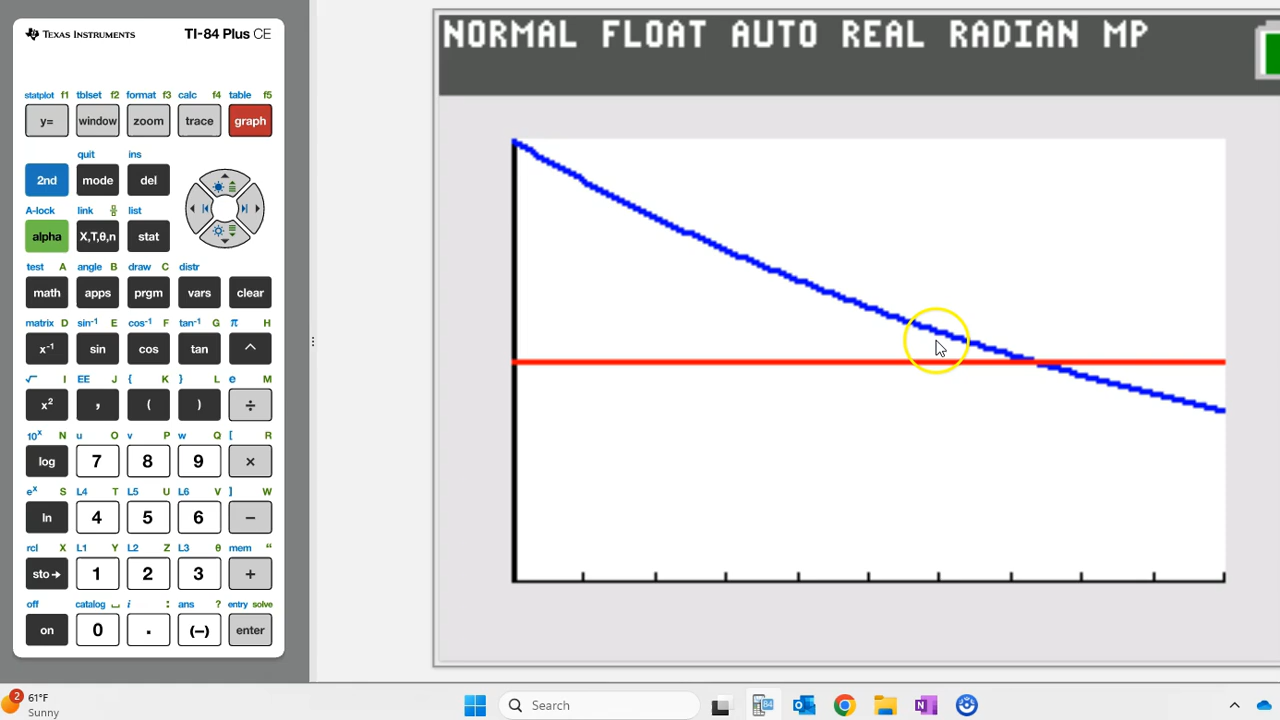 TEXAS INSTRUMENTS TI-84 Plus CE
NORMAL FLOAT AUTO REAL RADIAN MP
statplot f1 tblset f2 format f3 calc f4 table f5
y= window zoom trace graph
quit ins
2nd mode del
A-lock link list
alpha X,T,θ,n stat
test A angle B draw C distr
math apps prgm vars clear
matrix D sin⁻¹ E cos⁻¹ F tan⁻¹ G π H
x⁻¹ sin cos tan ^
√ I EE J { K } L e M
x² , ( ) ÷
10ˣ N u O v P w Q [ R
log 7 8 9 ×
eˣ S L4 T L5 U L6 V ] W
ln 4 5 6 −
rcl X L1 Y L2 Z L3 θ mem “
sto→ 1 2 3 +
off catalog ␣ i : ans ? entry solve
on 0 . (−) enter
2
61°F
Sunny
Search
84
N